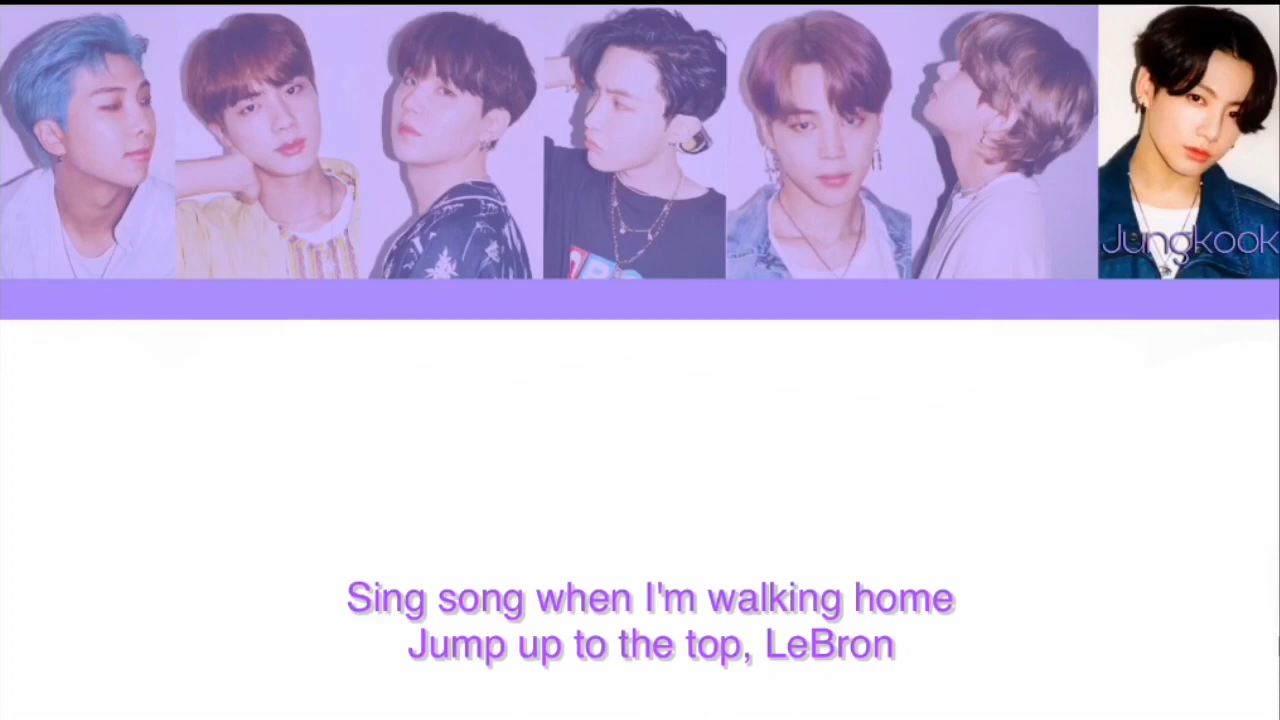 Jungkook
Sing song when I'm walking home
Jump up to the top, LeBron